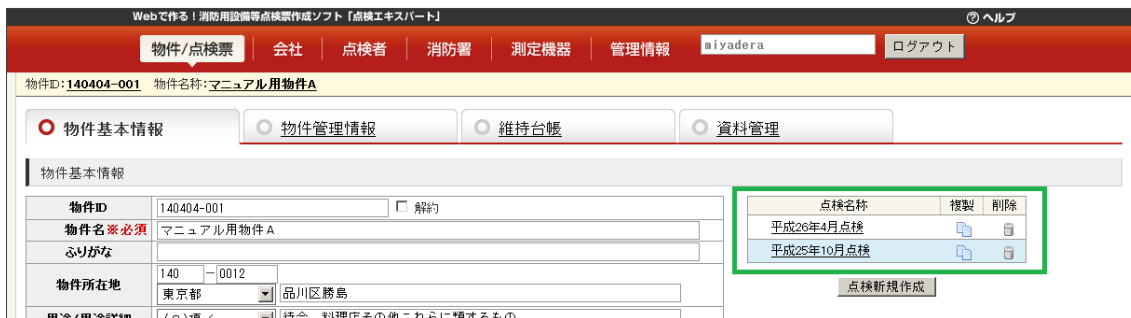 Webで作る！消防用設備等点検票作成ソフト「点検エキスパート」 ヘルプ
物件/点検票 会社 点検者 消防署 測定機器 管理情報 miyadera ログアウト
物件ID:140404-001 物件名称:マニュアル用物件A
物件基本情報 物件管理情報 維持台帳 資料管理
物件基本情報
物件ID 140404-001 解約
物件名※必須 マニュアル用物件A
ふりがな
物件所在地 140 -0012
東京都 品川区勝島
点検名称 複製 削除
平成26年4月点検
平成25年10月点検
点検新規作成